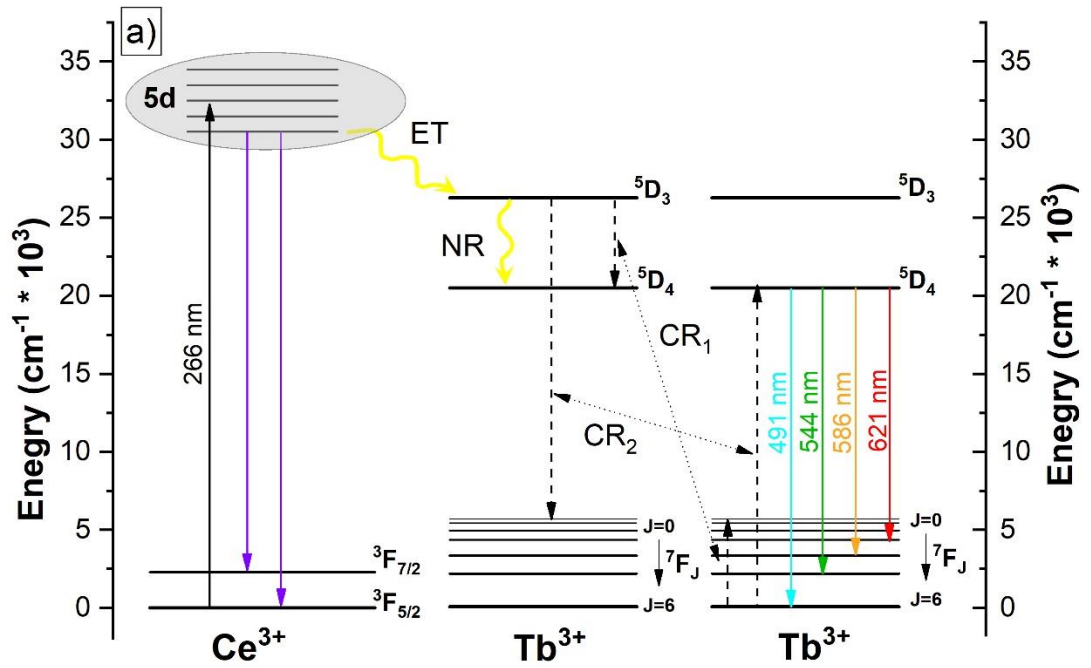 a)
Enegry (cm⁻¹ * 10³)
35
30
25
20
15
10
5
0
5d
266 nm
³F₇/₂
³F₅/₂
Ce³⁺
ET
NR
⁵D₃
⁵D₄
CR₁
CR₂
J=0
⁷F_J
J=6
Tb³⁺
⁵D₃
⁵D₄
491 nm
544 nm
586 nm
621 nm
J=0
⁷F_J
J=6
Tb³⁺
35
30
25
20
15
10
5
0
Enegry (cm⁻¹ * 10³)